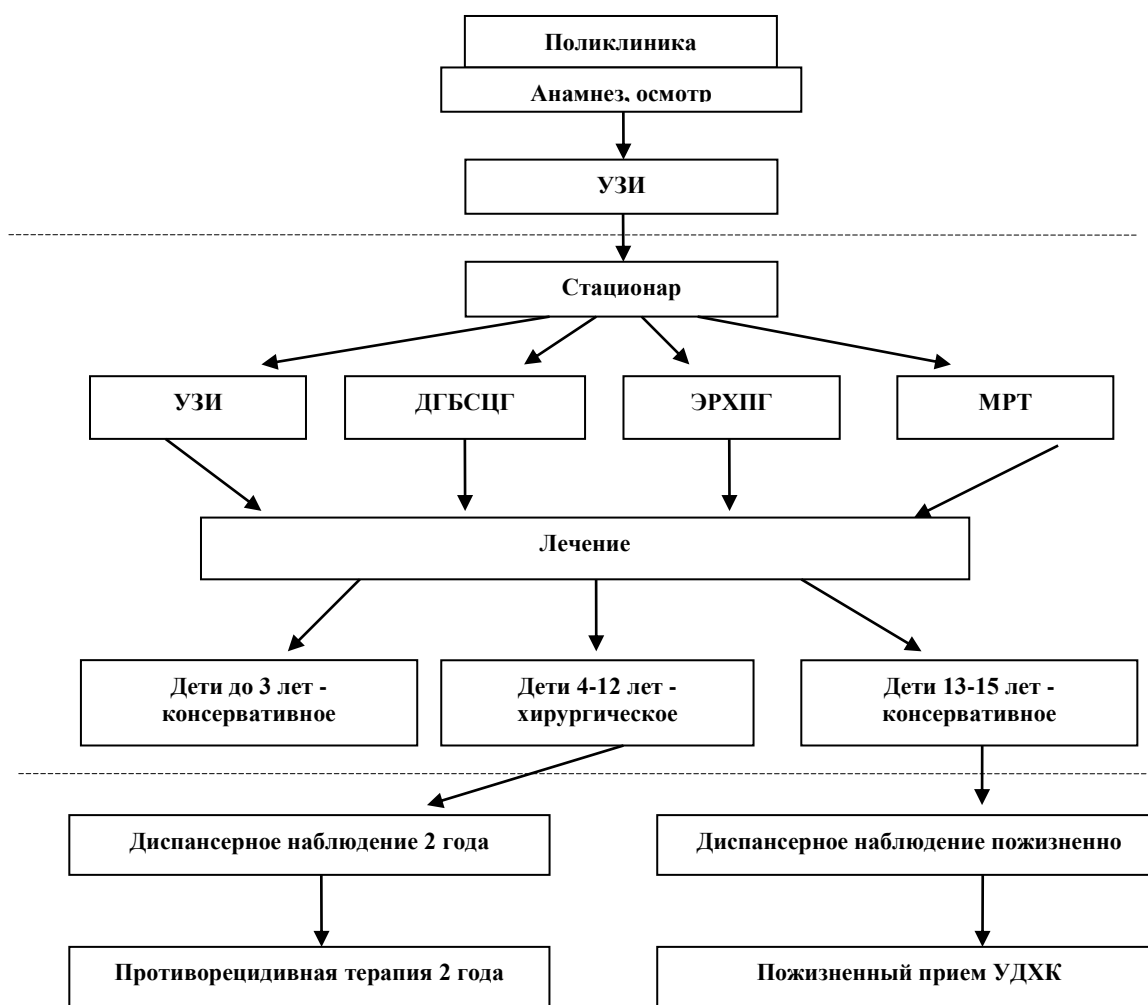 Поликлиника
Анамнез, осмотр
УЗИ
Стационар
УЗИ
ДГБСЦГ
ЭРХПГ
МРТ
Лечение
Дети до 3 лет -
консервативное
Дети 4-12 лет -
хирургическое
Дети 13-15 лет -
консервативное
Диспансерное наблюдение 2 года
Диспансерное наблюдение пожизненно
Противорецидивная терапия 2 года
Пожизненный прием УДХК